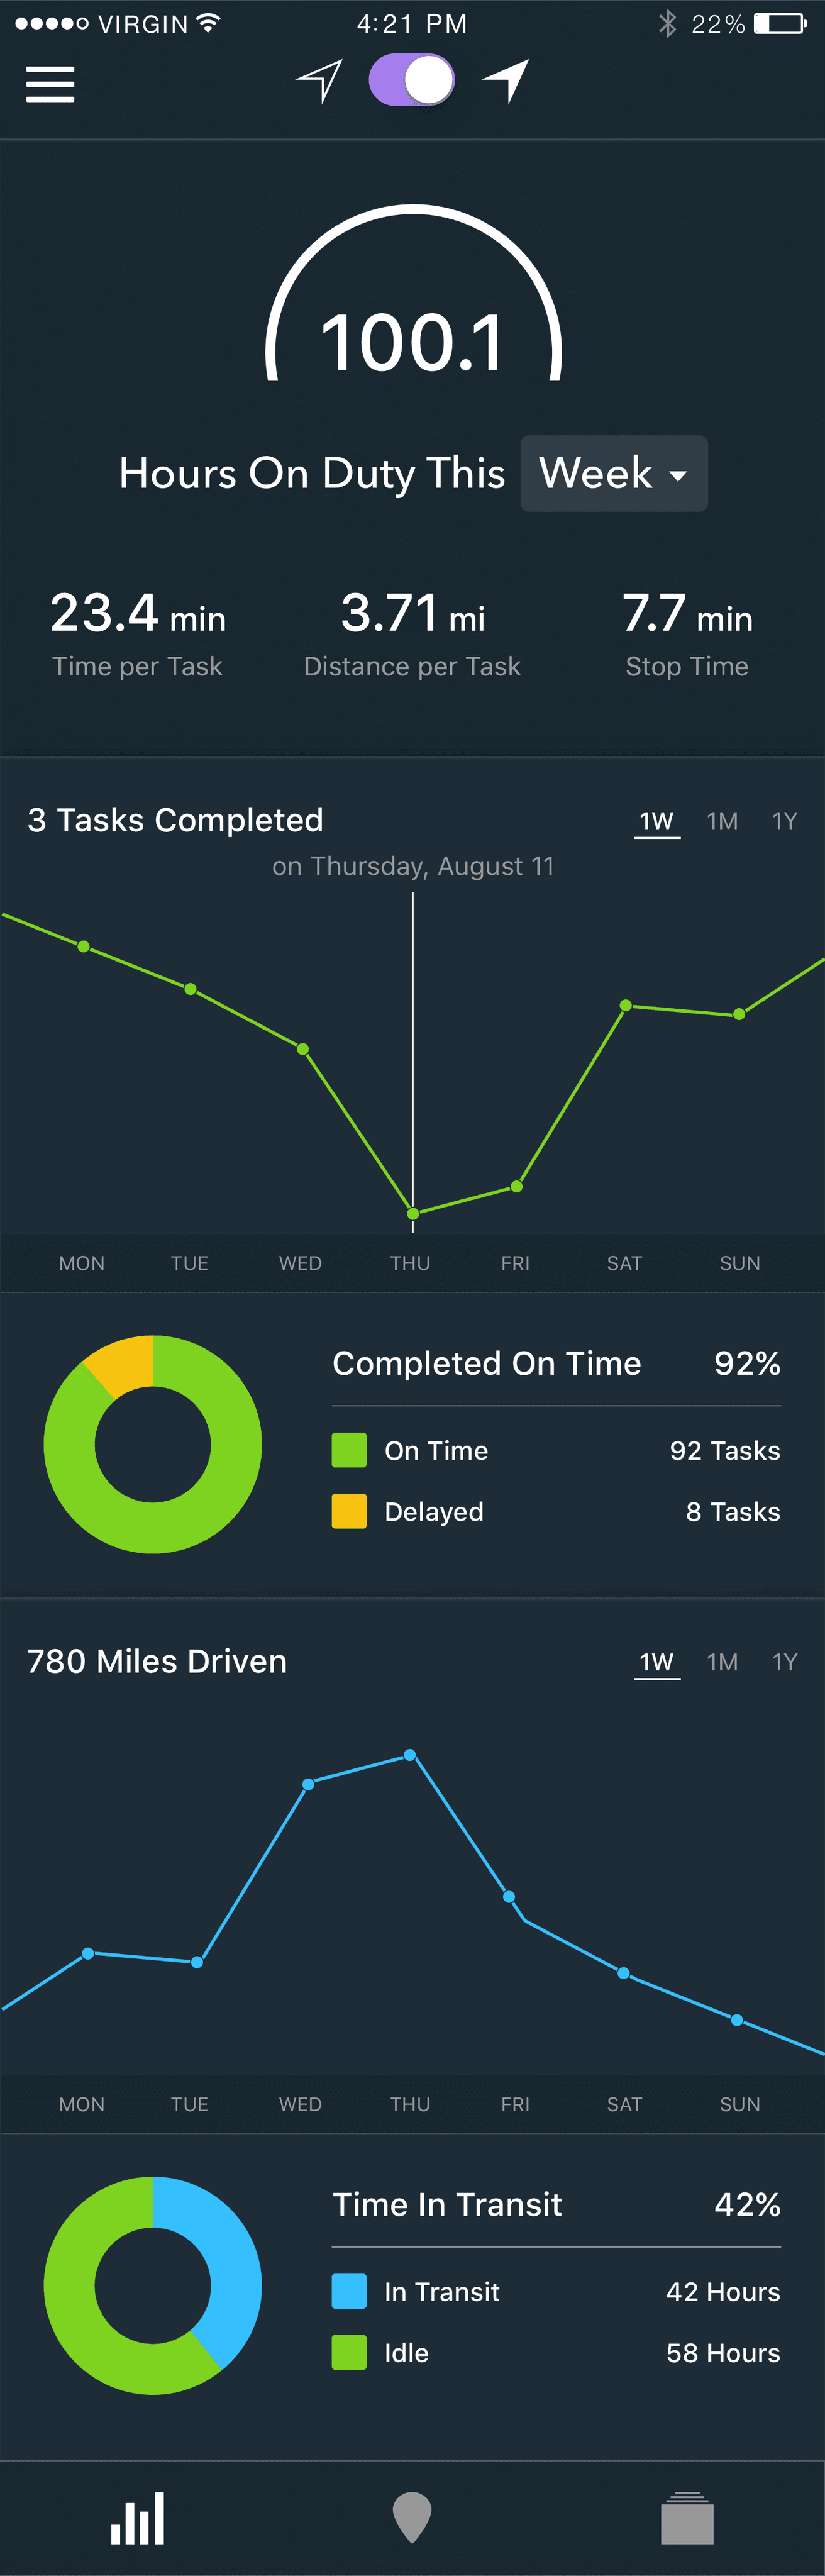 VIRGIN 4:21 PM 22%
100.1
Hours On Duty This Week
23.4 min 3.71 mi 7.7 min
Time per Task Distance per Task Stop Time
3 Tasks Completed 1W 1M 1Y
on Thursday, August 11
MON TUE WED THU FRI SAT SUN
Completed On Time 92%
On Time 92 Tasks
Delayed 8 Tasks
780 Miles Driven 1W 1M 1Y
MON TUE WED THU FRI SAT SUN
Time In Transit 42%
In Transit 42 Hours
Idle 58 Hours